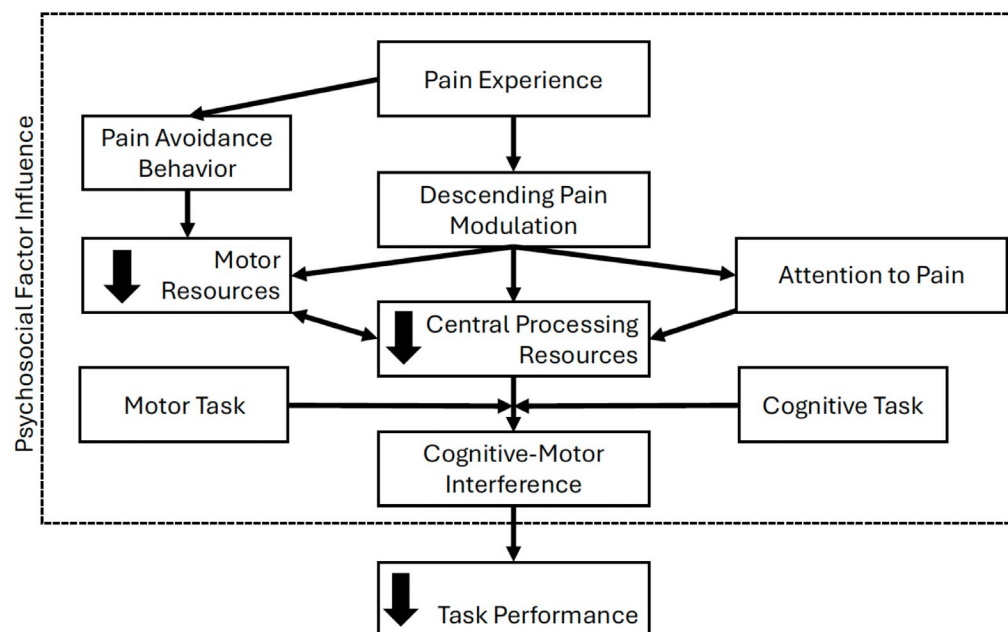 Psychosocial Factor Influence
Pain Experience
Pain Avoidance
Behavior
Descending Pain
Modulation
Motor
Resources
Attention to Pain
Central Processing
Resources
Motor Task
Cognitive Task
Cognitive-Motor
Interference
Task Performance